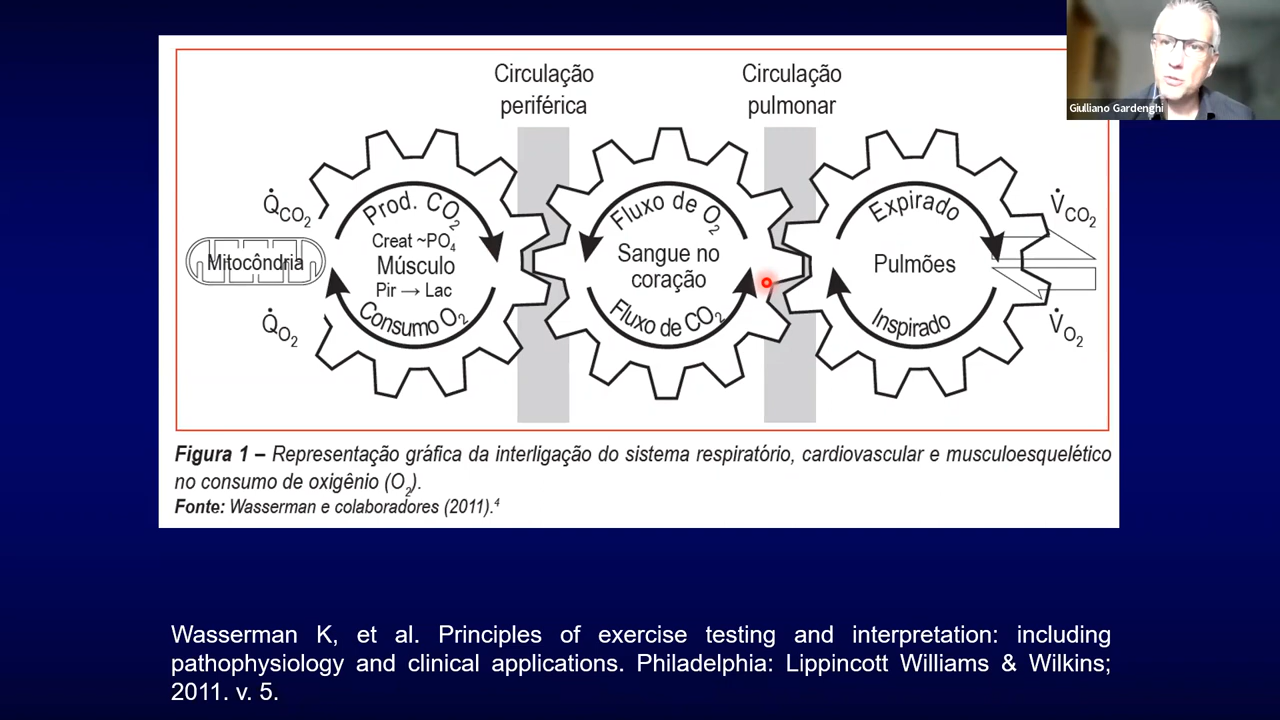 Giulliano Gardenghi
Circulação
periférica
Circulação
pulmonar
Q̇CO₂
Mitocôndria
Q̇O₂
Prod. CO₂
Creat ~PO₄
Músculo
Pir → Lac
Consumo O₂
Fluxo de O₂
Sangue no
coração
Fluxo de CO₂
Expirado
Pulmões
Inspirado
V̇CO₂
V̇O₂
Figura 1 – Representação gráfica da interligação do sistema respiratório, cardiovascular e musculoesquelético
no consumo de oxigênio (O₂).
Fonte: Wasserman e colaboradores (2011).⁴
Wasserman K, et al. Principles of exercise testing and interpretation: including
pathophysiology and clinical applications. Philadelphia: Lippincott Williams & Wilkins;
2011. v. 5.